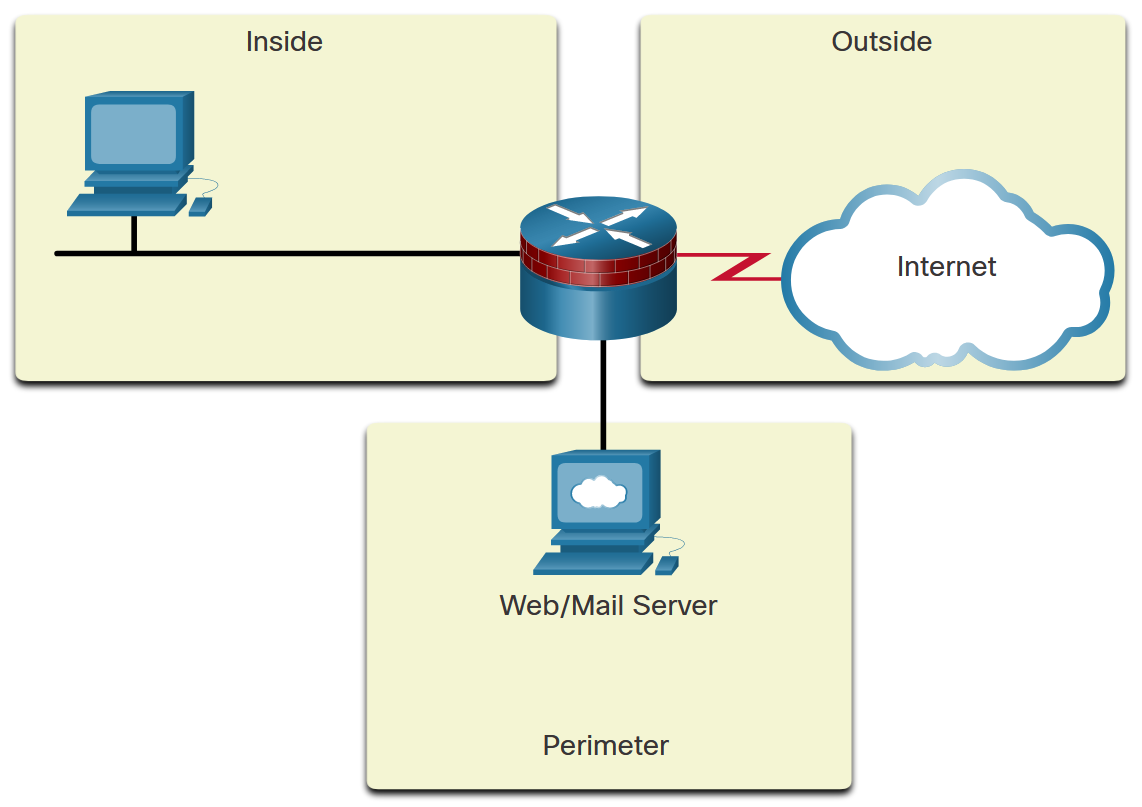 Inside
Outside
Internet
Web/Mail Server
Perimeter